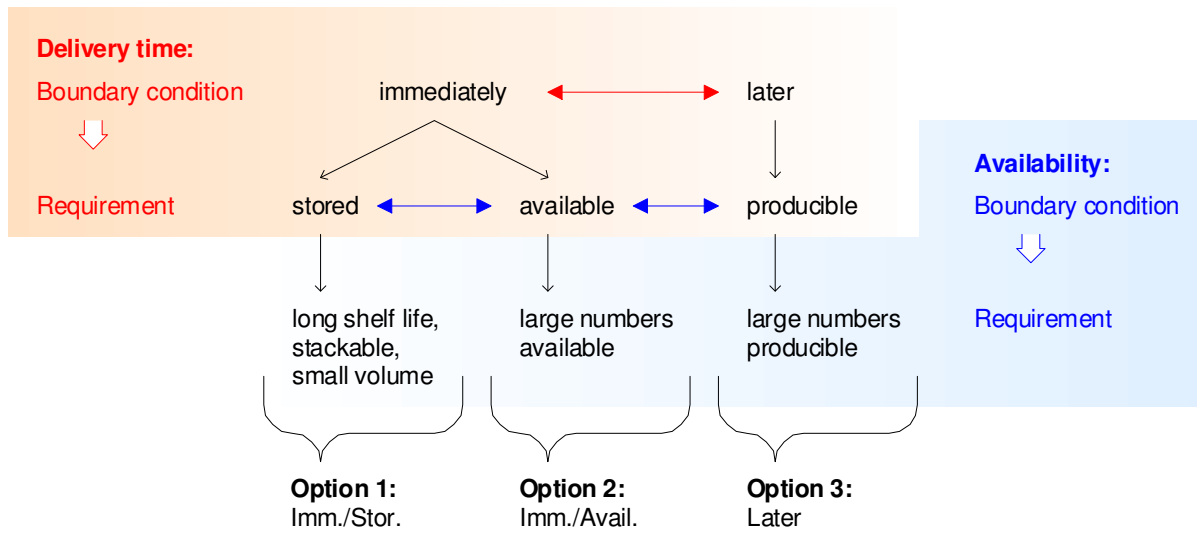 Delivery time:
Boundary condition
immediately
later
Availability:
Requirement
stored
available
producible
Boundary condition
long shelf life,
stackable,
small volume
large numbers
available
large numbers
producible
Requirement
Option 1:
Imm./Stor.
Option 2:
Imm./Avail.
Option 3:
Later